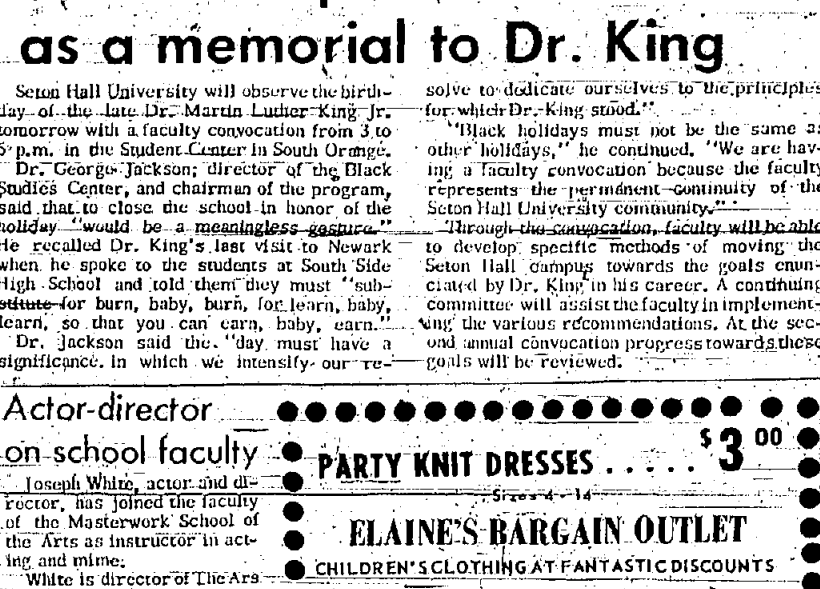 as a memorial to Dr. King
Seton Hall University will observe the birth-
day of the late Dr. Martin Luther King Jr.
tomorrow with a faculty convocation from 3 to
5 p.m. in the Student Center in South Orange.
Dr. George Jackson; director of the Black
Studies Center, and chairman of the program,
said that to close the school in honor of the
holiday "would be a meaningless gesture."
He recalled Dr. King's last visit to Newark
when he spoke to the students at South Side
High School and told them they must "sub-
stitute for burn, baby, burn, for learn, baby,
learn, so that you can earn, baby, earn."
Dr. Jackson said the "day must have a
significance in which we intensify our re-
solve to dedicate ourselves to the principles
for which Dr. King stood."
"Black holidays must not be the same as
other holidays," he continued. "We are hav-
ing a faculty convocation because the faculty
represents the permanent continuity of the
Seton Hall University community."
Through the convocation, faculty will be able
to develop specific methods of moving the
Seton Hall campus towards the goals enun-
ciated by Dr. King in his career. A continuing
committee will assist the faculty in implement-
ing the various recommendations. At the sec-
ond annual convocation progress towards these
goals will be reviewed.
Actor-director
on school faculty
Joseph White, actor and di-
rector, has joined the faculty
of the Masterwork School of
the Arts as instructor in act-
ing and mime.
White is director of The Ars
PARTY KNIT DRESSES . . . . . $3.00
Sizes 4 - 14
ELAINE'S BARGAIN OUTLET
CHILDREN'S CLOTHING AT FANTASTIC DISCOUNTS